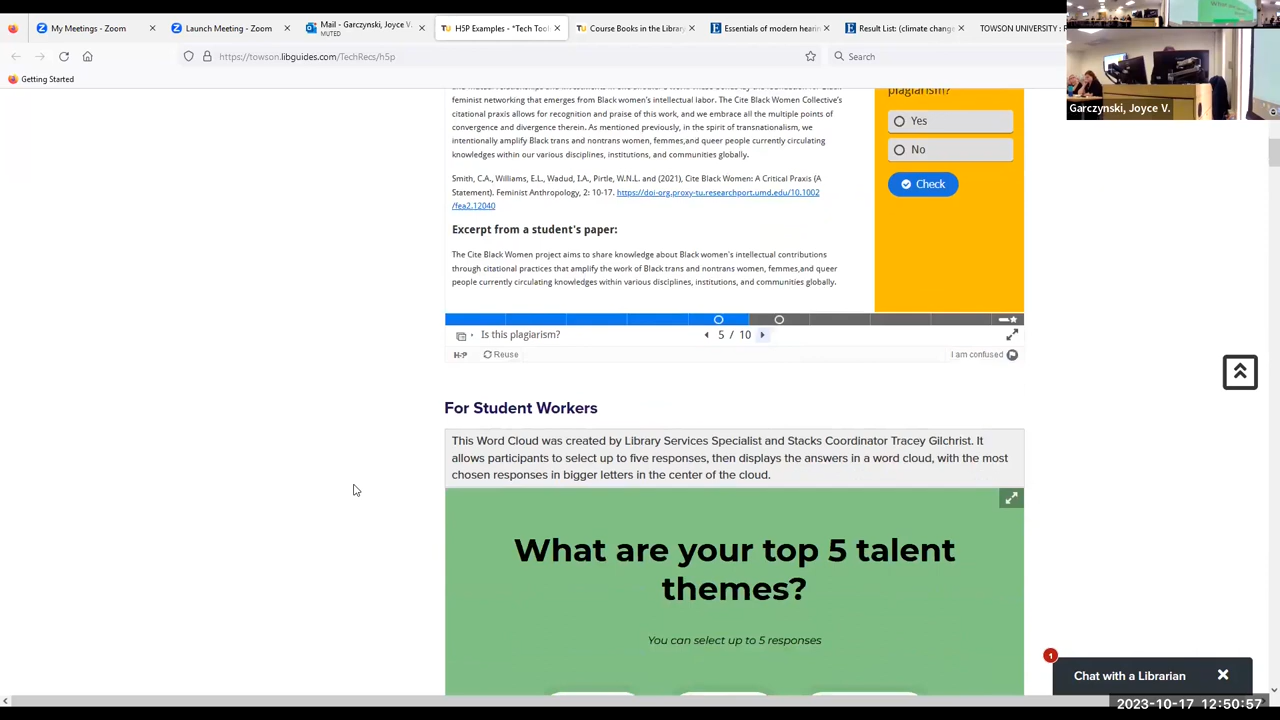 My Meetings - Zoom
Launch Meeting - Zoom
Mail - Garczynski, Joyce V.
MUTED
H5P Examples - *Tech Tool
Course Books in the Library
Essentials of modern hearin
Result List: (climate change
TOWSON UNIVERSITY : R
https://towson.libguides.com/TechRecs/h5p
Search
Getting Started
Garczynski, Joyce V.
feminist networking that emerges from Black women's intellectual labor. The Cite Black Women Collective's
citational praxis allows for recognition and praise of this work, and we embrace all the multiple points of
convergence and divergence therein. As mentioned previously, in the spirit of transnationalism, we
intentionally amplify Black trans and nontrans women, femmes,and queer people currently circulating
knowledges within our various disciplines, institutions, and communities globally.
Smith, C.A., Williams, E.L., Wadud, I.A., Pirtle, W.N.L. and (2021), Cite Black Women: A Critical Praxis (A
Statement). Feminist Anthropology, 2: 10-17. https://doi-org.proxy-tu.researchport.umd.edu/10.1002
/fea2.12040
Excerpt from a student's paper:
The Cite Black Women project aims to share knowledge about Black women's intellectual contributions
through citational practices that amplify the work of Black trans and nontrans women, femmes,and queer
people currently circulating knowledges within various disciplines, institutions, and communities globally.
plagiarism?
Yes
No
Check
Is this plagiarism?
5 / 10
H-P
Reuse
I am confused
For Student Workers
This Word Cloud was created by Library Services Specialist and Stacks Coordinator Tracey Gilchrist. It
allows participants to select up to five responses, then displays the answers in a word cloud, with the most
chosen responses in bigger letters in the center of the cloud.
What are your top 5 talent
themes?
You can select up to 5 responses
1
Chat with a Librarian
2023-10-17 12:50:57